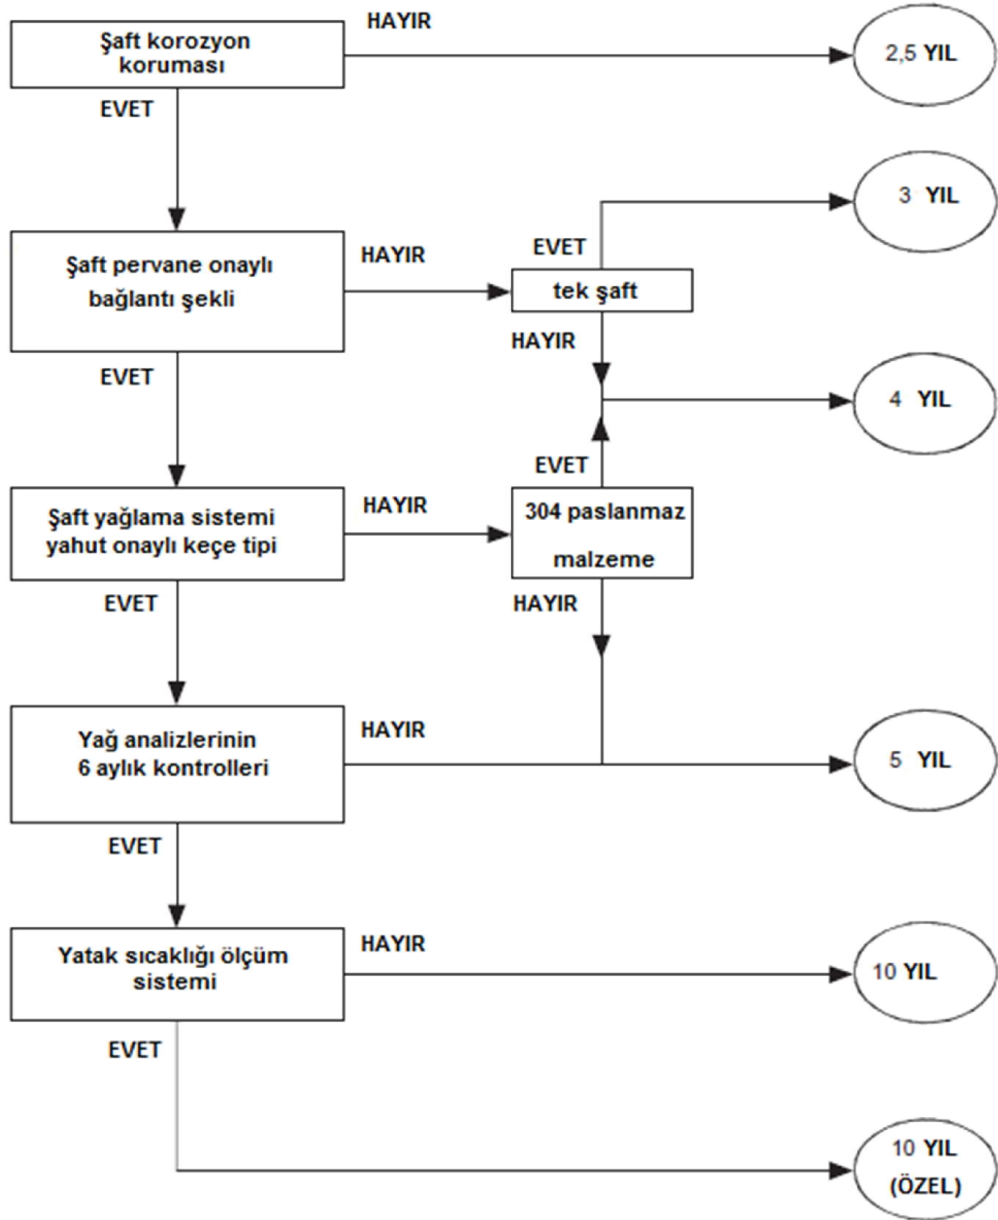 HAYIR
Şaft korozyon
koruması
2,5 YIL
EVET
3 YIL
Şaft pervane onaylı
bağlantı şekli
HAYIR
EVET
tek şaft
HAYIR
EVET
4 YIL
EVET
Şaft yağlama sistemi
yahut onaylı keçe tipi
HAYIR
304 paslanmaz
malzeme
EVET
HAYIR
Yağ analizlerinin
6 aylık kontrolleri
HAYIR
5 YIL
EVET
Yatak sıcaklığı ölçüm
sistemi
HAYIR
10 YIL
EVET
10 YIL
(ÖZEL)